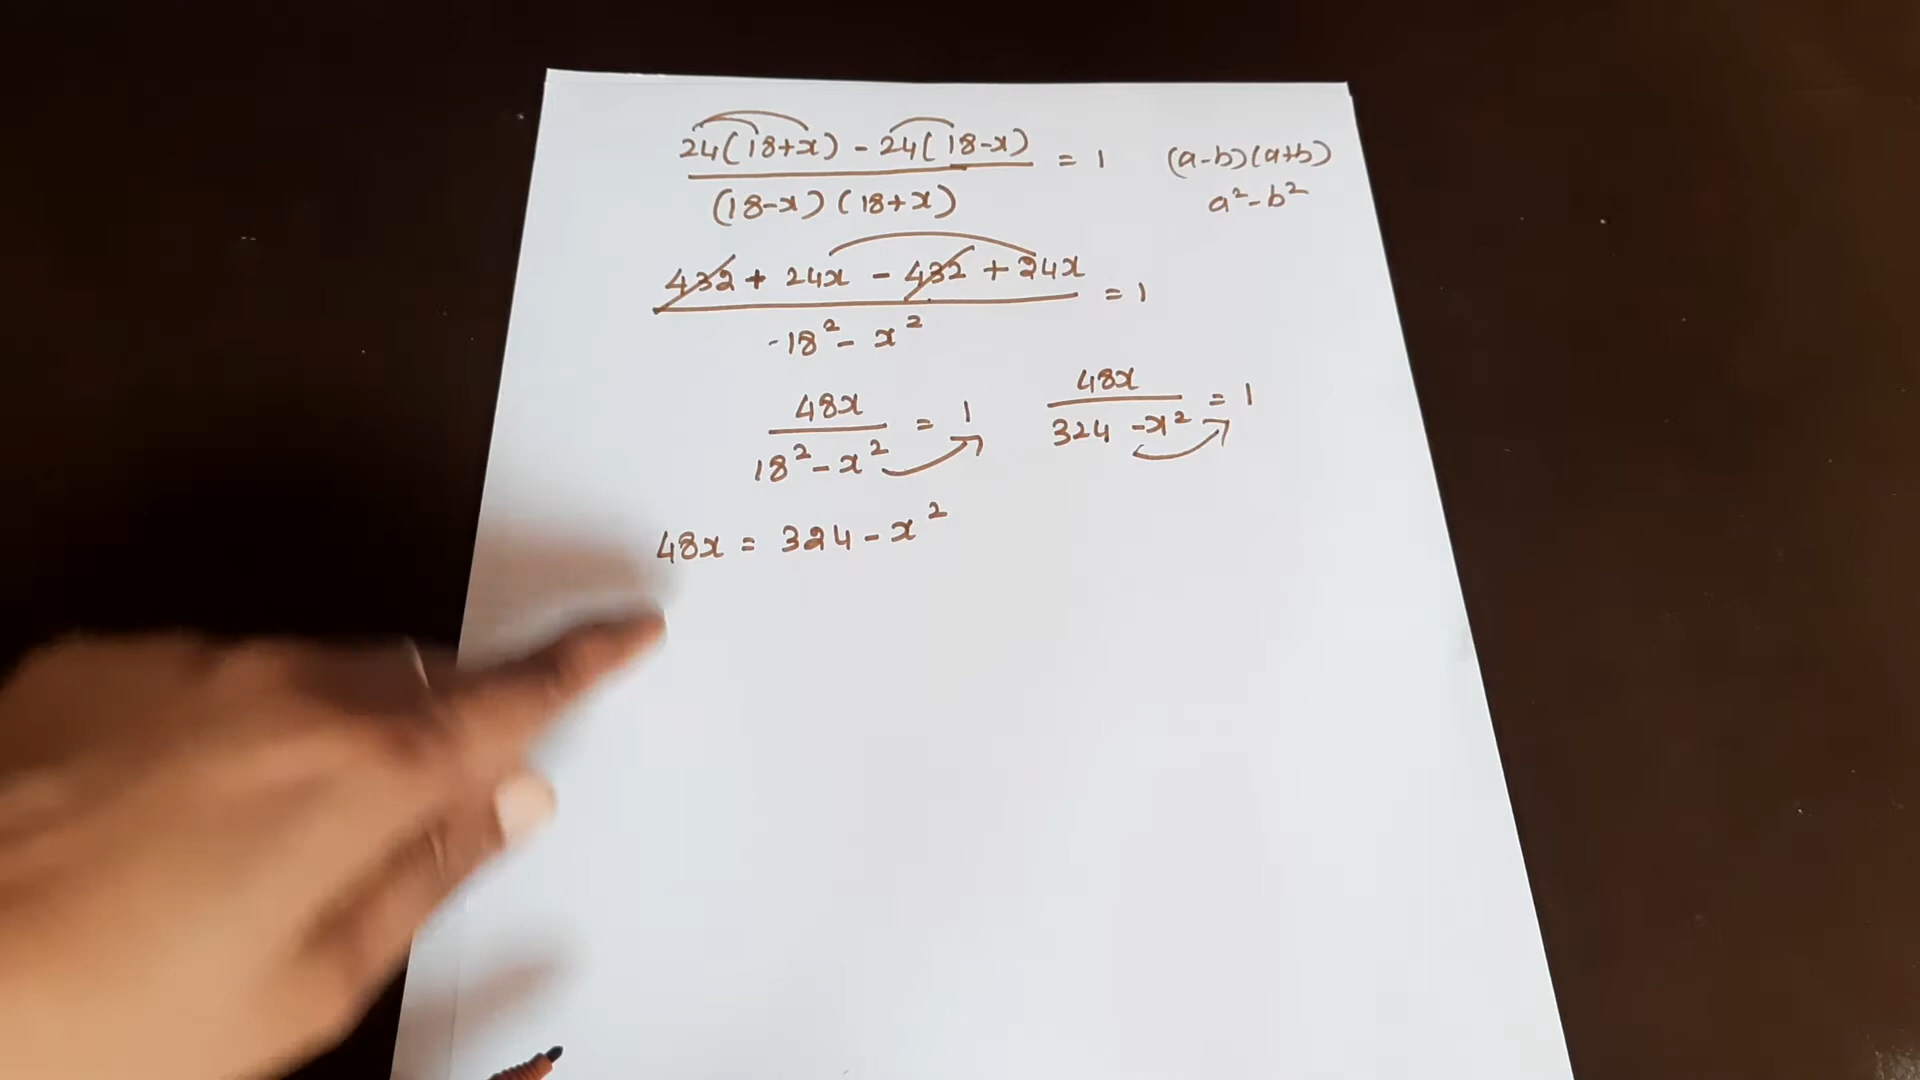 24(18+x) - 24(18-x) = 1
(18-x)(18+x)
(a-b)(a+b)
a² - b²
432 + 24x - 432 + 24x = 1
18² - x²
48x = 1
18² - x²
48x = 1
324 - x²
48x = 324 - x²